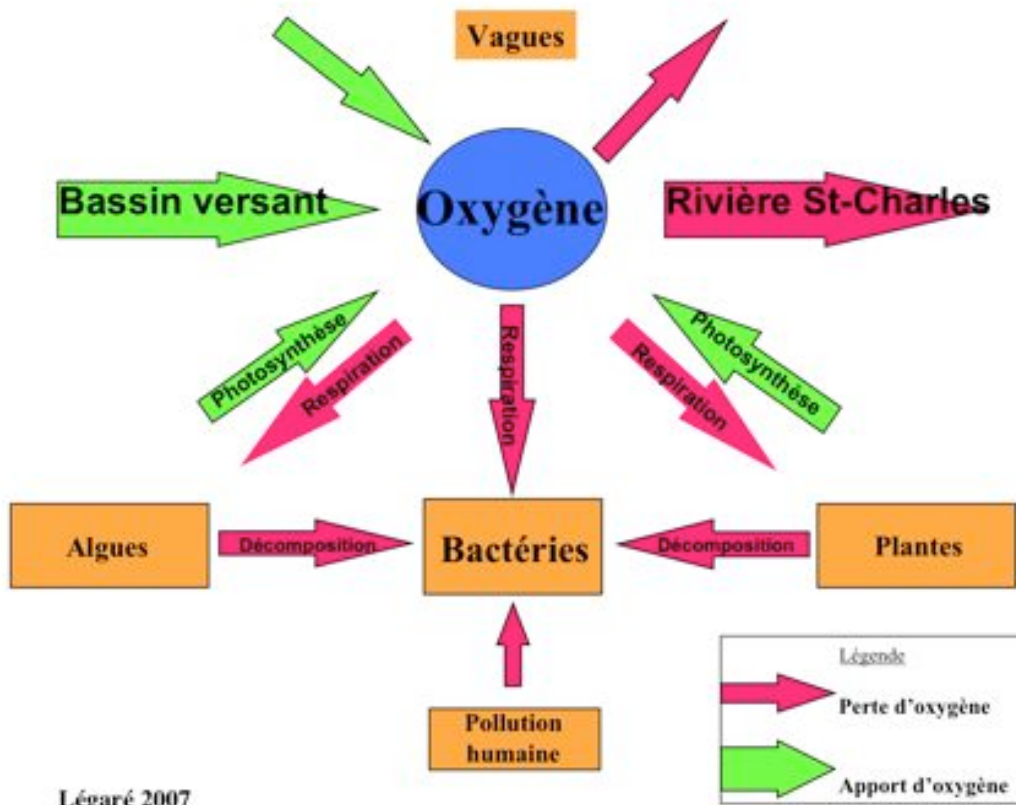 Vagues
Bassin versant
Oxygène
Rivière St-Charles
Photosynthèse
Respiration
Respiration
Respiration
Photosynthèse
Algues
Décomposition
Bactéries
Décomposition
Plantes
Pollution
humaine
Légende
Perte d'oxygène
Apport d'oxygène
Légaré 2007